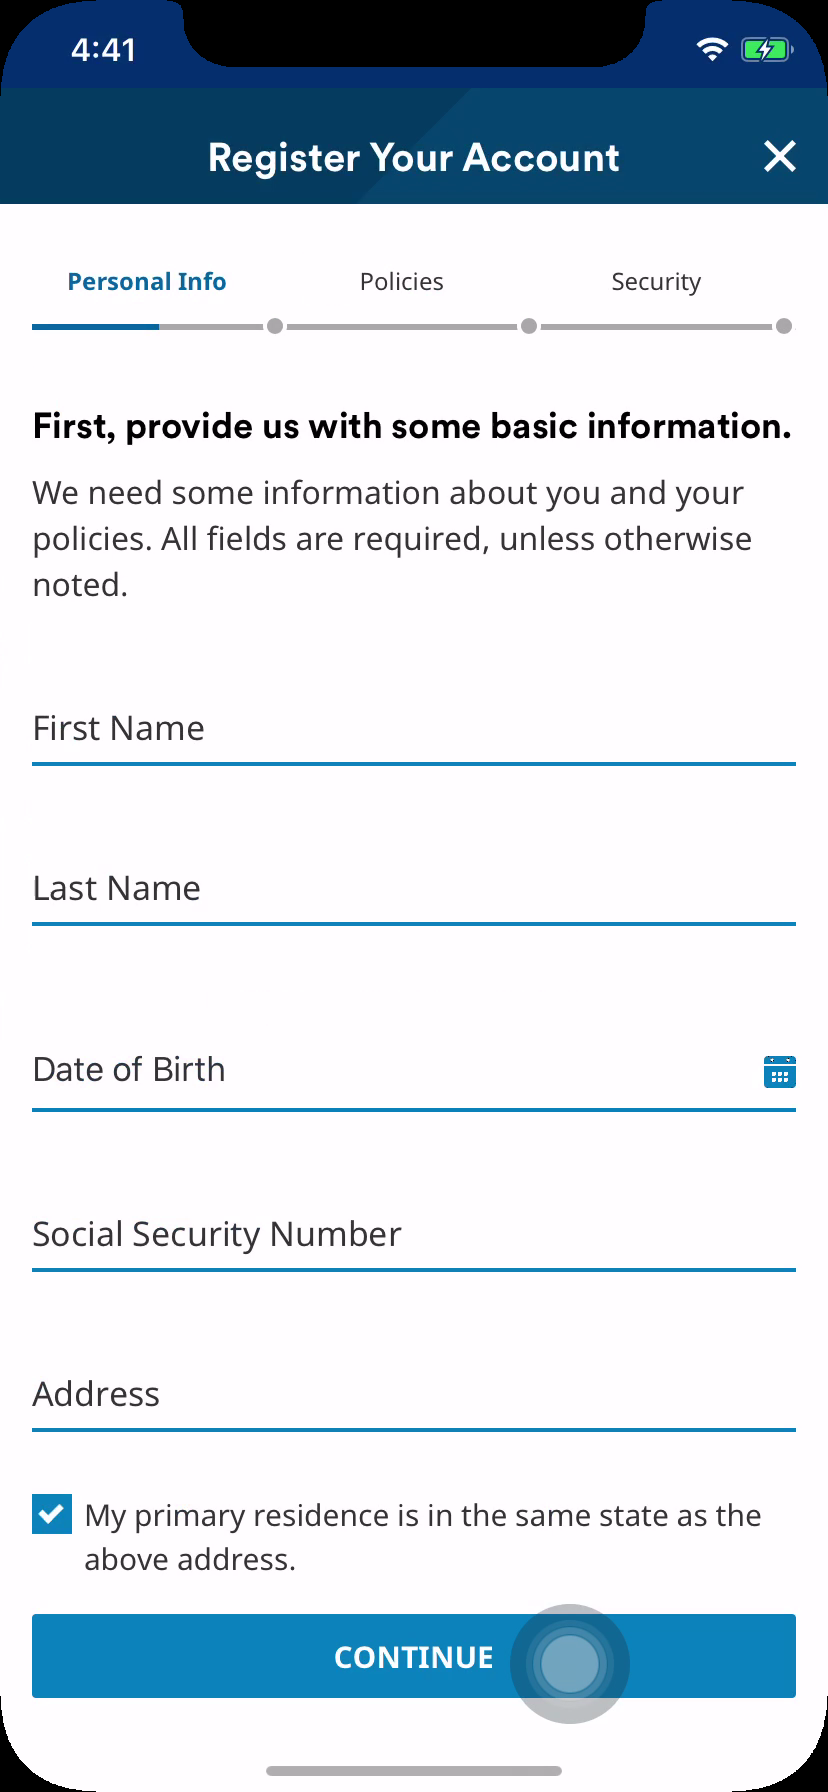 4:41
Register Your Account
Personal Info
Policies
Security
First, provide us with some basic information.
We need some information about you and your
policies. All fields are required, unless otherwise
noted.
First Name
Last Name
Date of Birth
Social Security Number
Address
My primary residence is in the same state as the
above address.
CONTINUE